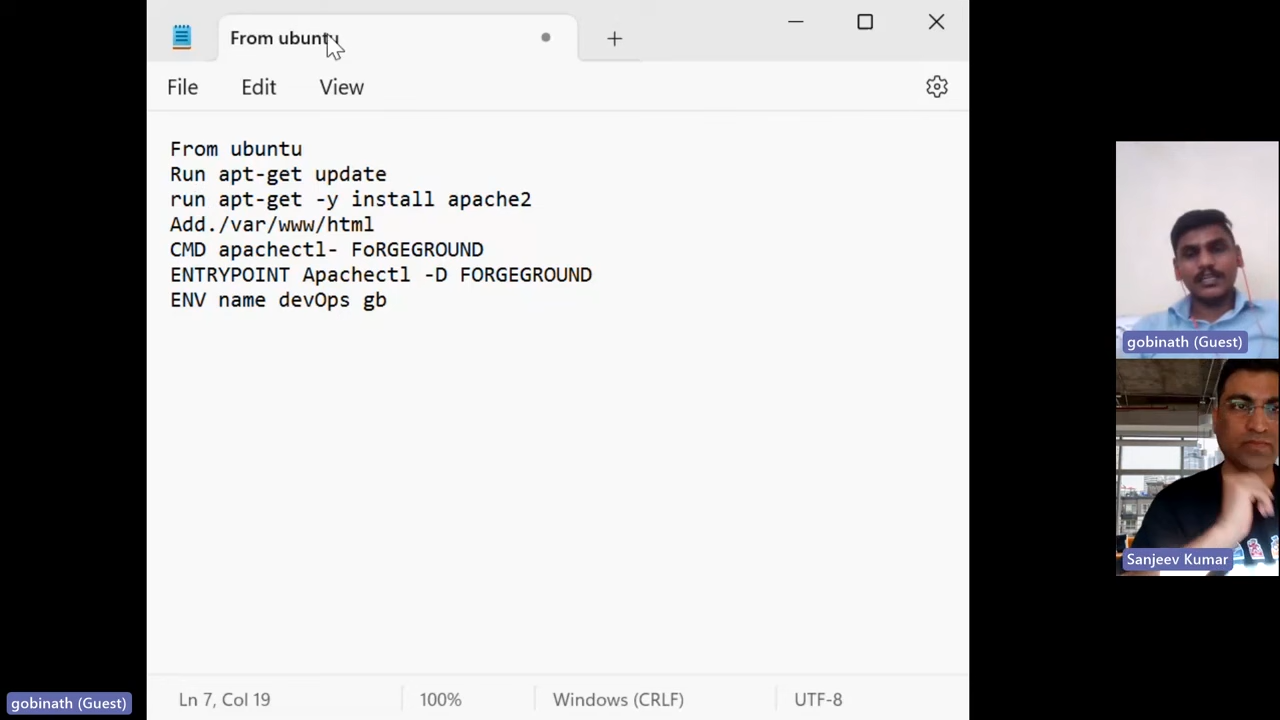 From ubuntu
File Edit View
From ubuntu
Run apt-get update
run apt-get -y install apache2
Add./var/www/html
CMD apachectl- FoRGEGROUND
ENTRYPOINT Apachectl -D FORGEGROUND
ENV name devOps gb
Ln 7, Col 19 100% Windows (CRLF) UTF-8
gobinath (Guest)
Sanjeev Kumar
gobinath (Guest)